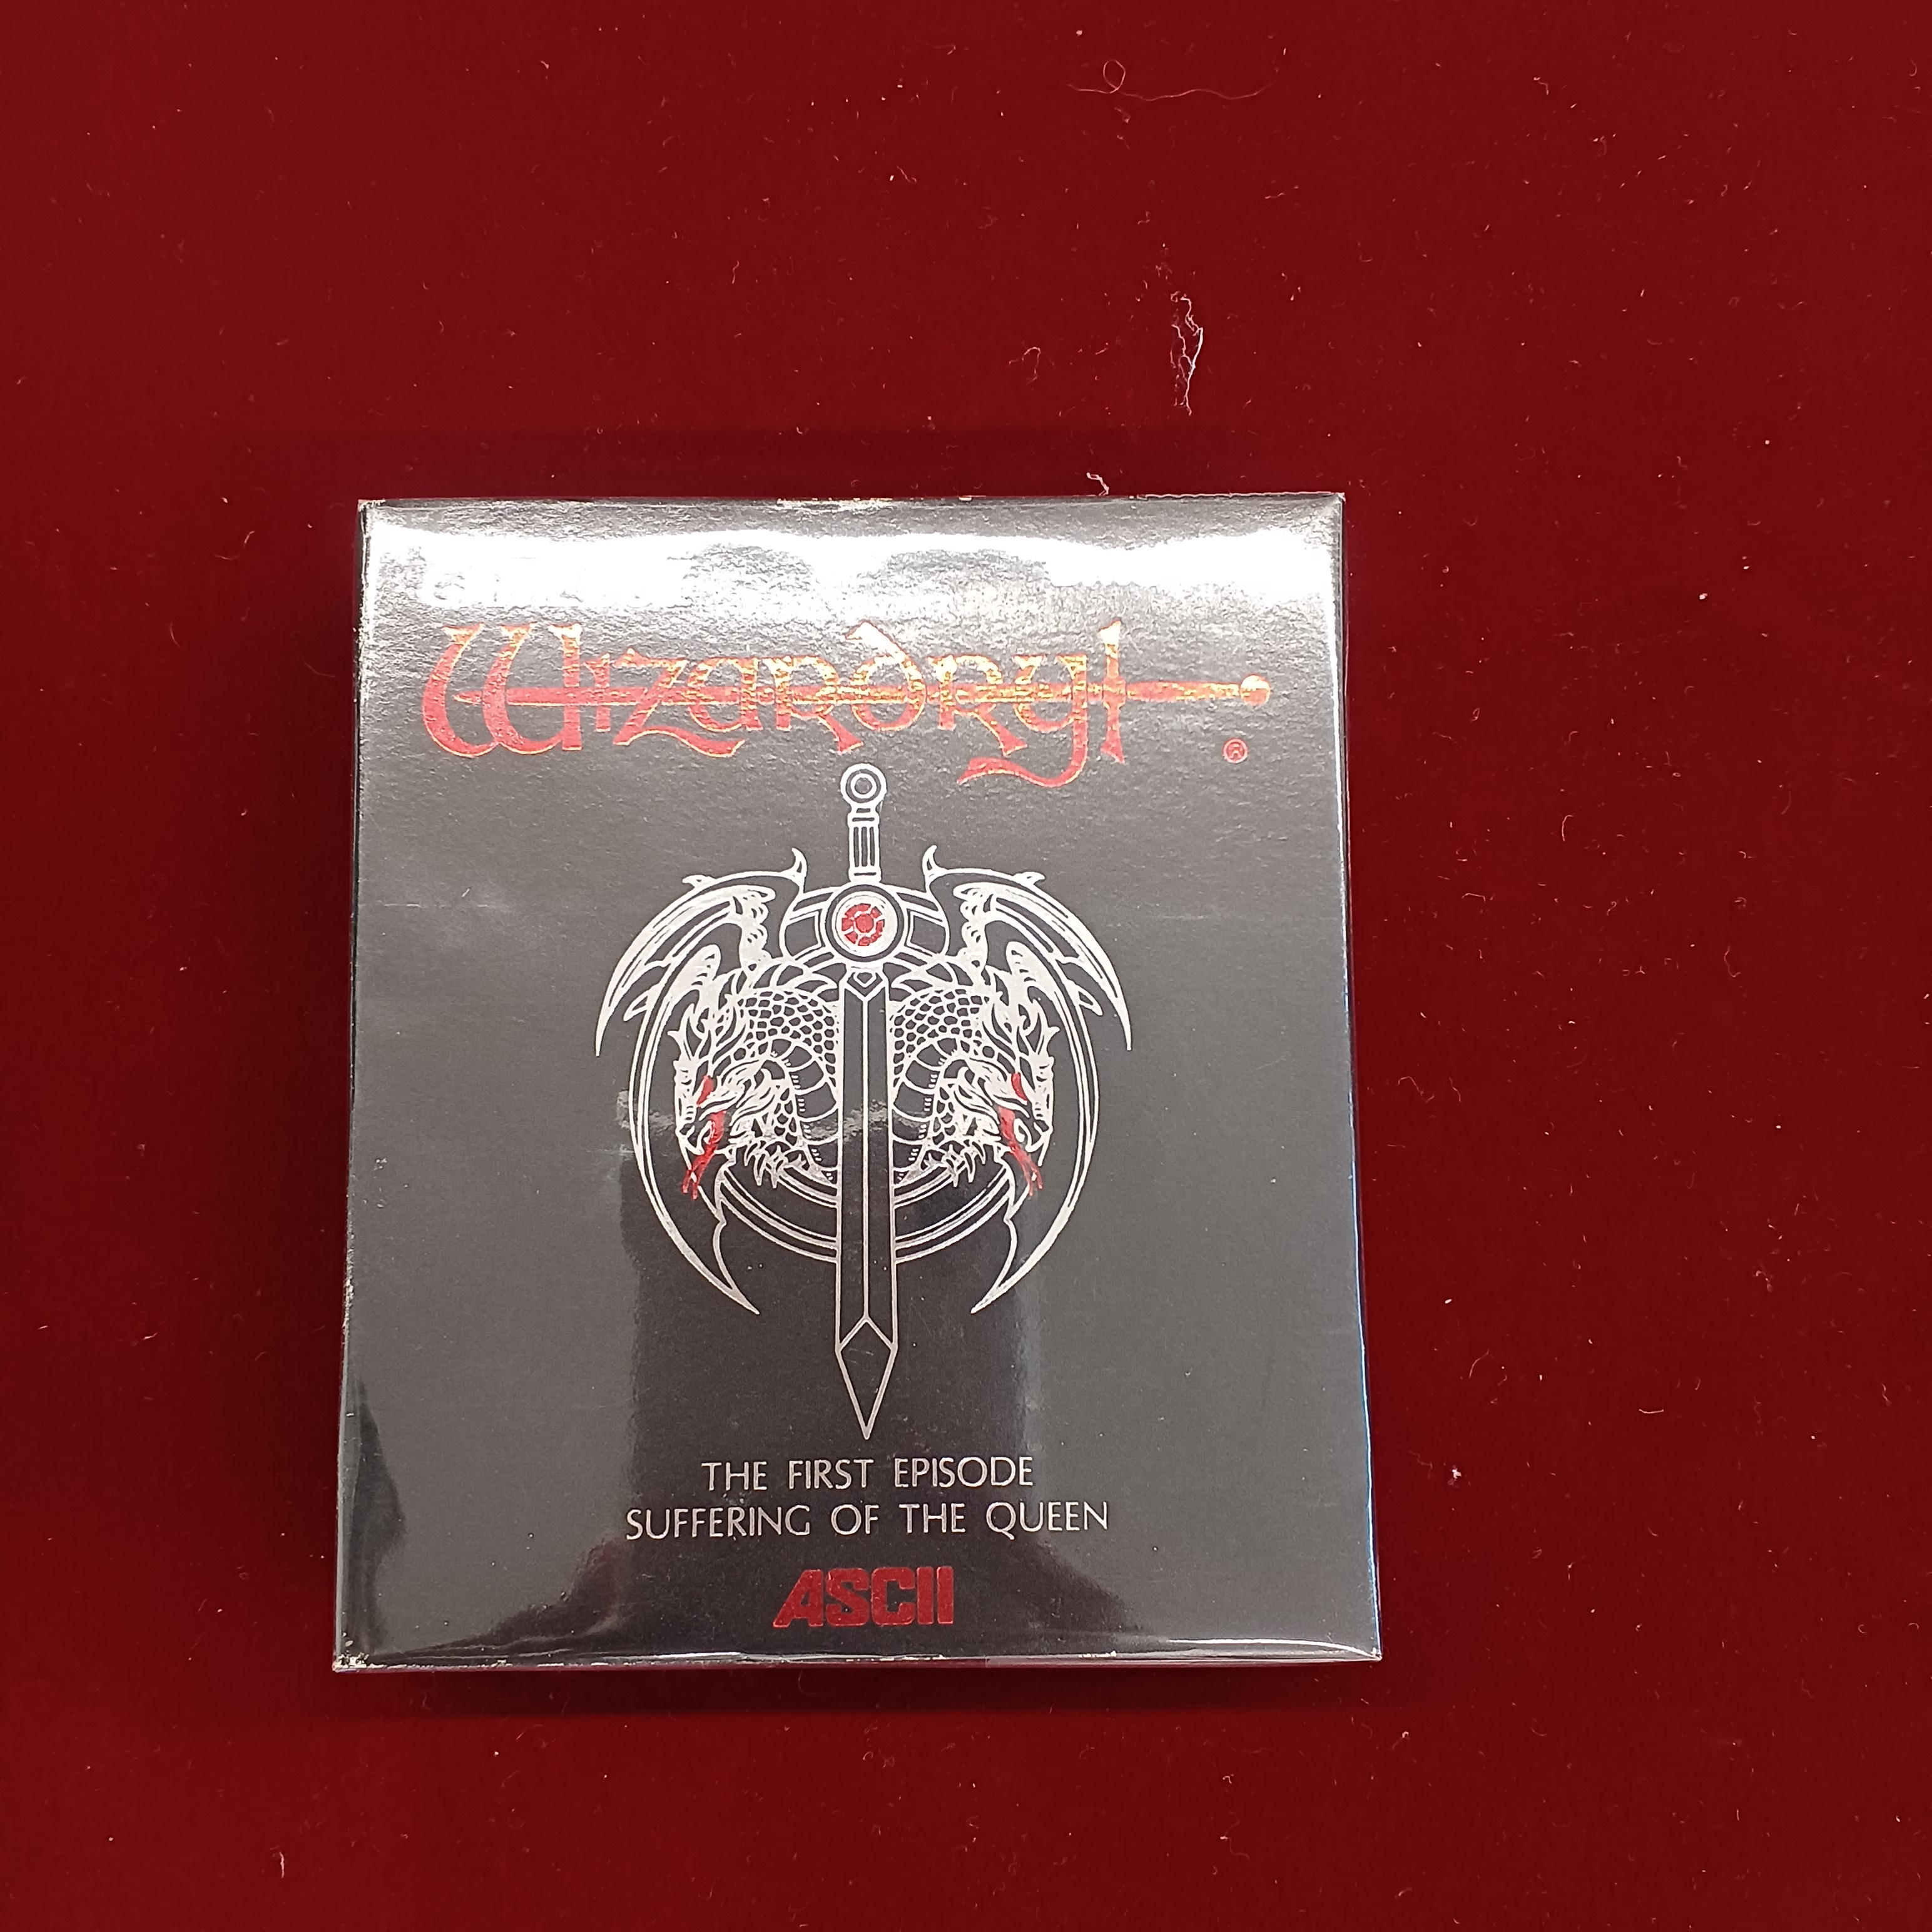 Wizardry
®
THE FIRST EPISODE
SUFFERING OF THE QUEEN
ASCII